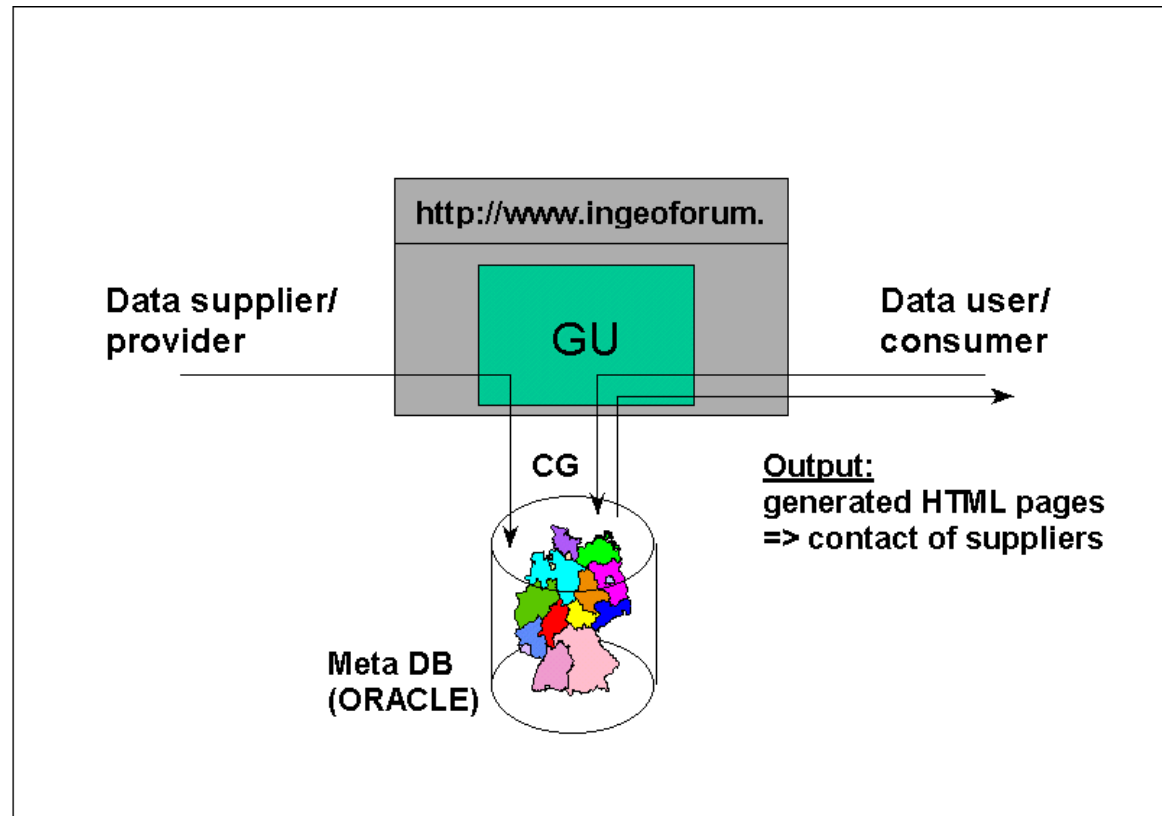 http://www.ingeoforum.
Data supplier/
provider
GU
Data user/
consumer
CG
Output:
generated HTML pages
=> contact of suppliers
Meta DB
(ORACLE)